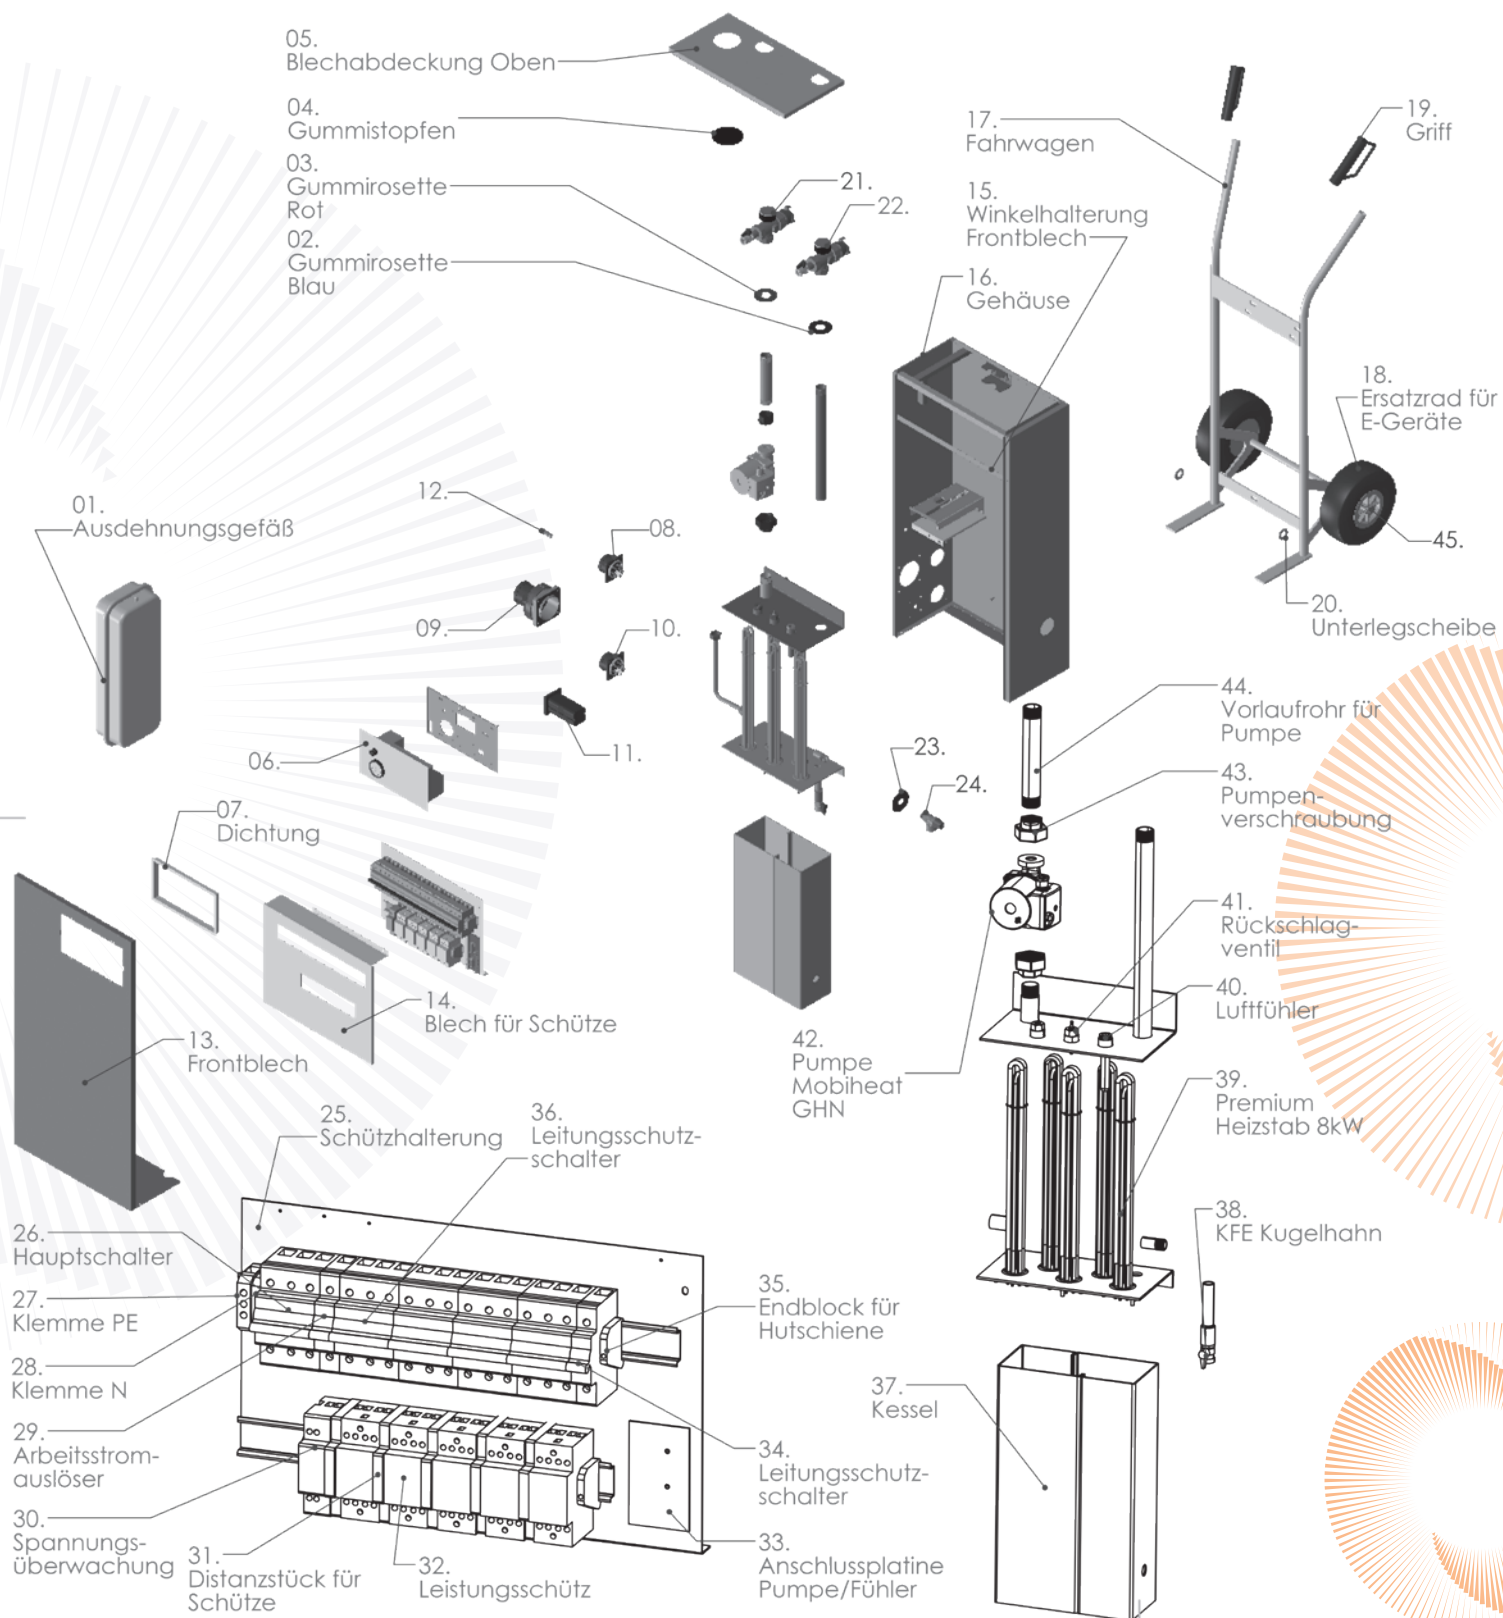 05.
Blechabdeckung Oben
04.
Gummistopfen
03.
Gummirosette
Rot
02.
Gummirosette
Blau
21.
22.
17.
Fahrwagen
19.
Griff
15.
Winkelhalterung
Frontblech
16.
Gehäuse
18.
Ersatzrad für
E-Geräte
45.
20.
Unterlegscheibe
01.
Ausdehnungsgefäß
12.
08.
09.
10.
11.
06.
07.
Dichtung
23.
24.
44.
Vorlaufrohr für
Pumpe
43.
Pumpen-
verschraubung
41.
Rückschlag-
ventil
40.
Luftfühler
14.
Blech für Schütze
13.
Frontblech
42.
Pumpe
Mobiheat
GHN
39.
Premium
Heizstab 8kW
38.
KFE Kugelhahn
25.
Schützhalterung
36.
Leitungsschutz-
schalter
26.
Hauptschalter
27.
Klemme PE
28.
Klemme N
29.
Arbeitsstrom-
auslöser
30.
Spannungs-
überwachung
31.
Distanzstück für
Schütze
32.
Leistungsschütz
35.
Endblock für
Hutschiene
34.
Leitungsschutz-
schalter
33.
Anschlussplatine
Pumpe/Fühler
37.
Kessel